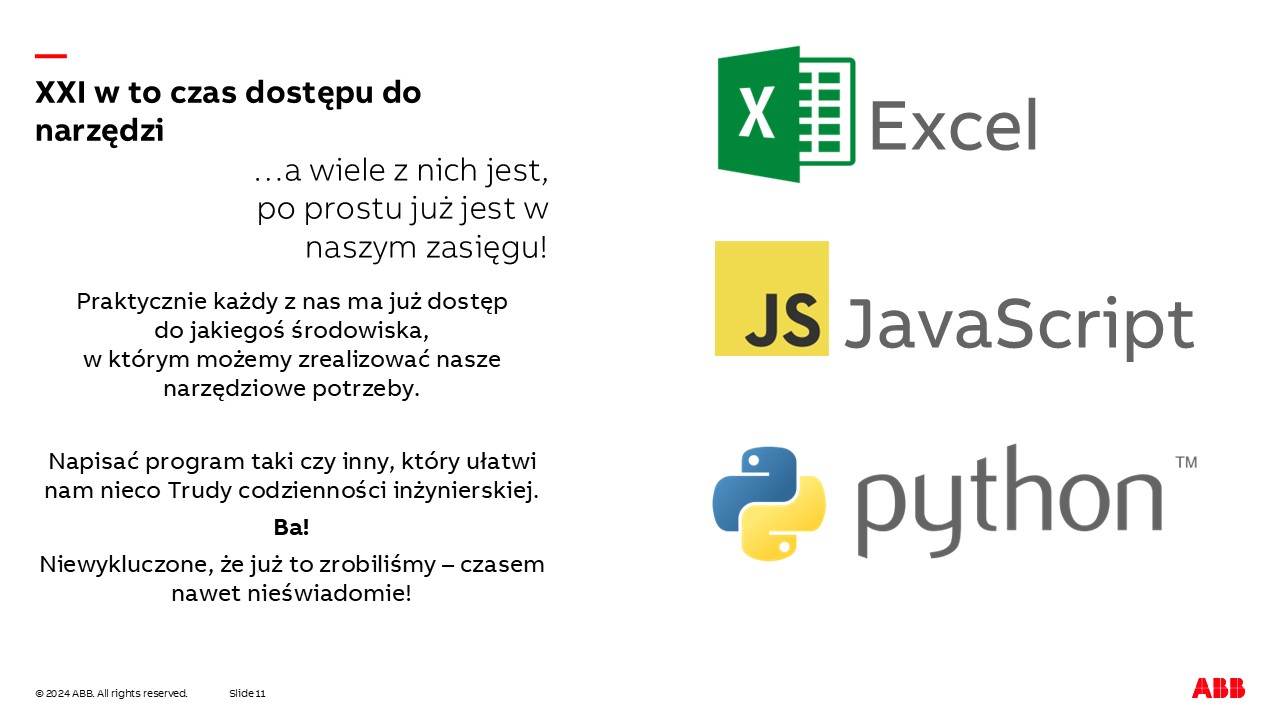 XXI w to czas dostępu do
narzędzi
…a wiele z nich jest,
po prostu już jest w
naszym zasięgu!
Praktycznie każdy z nas ma już dostęp
do jakiegoś środowiska,
w którym możemy zrealizować nasze
narzędziowe potrzeby.
Napisać program taki czy inny, który ułatwi
nam nieco Trudy codzienności inżynierskiej.
Ba!
Niewykluczone, że już to zrobiliśmy – czasem
nawet nieświadomie!
X Excel
JS JavaScript
python™
© 2024 ABB. All rights reserved.
Slide 11
ABB